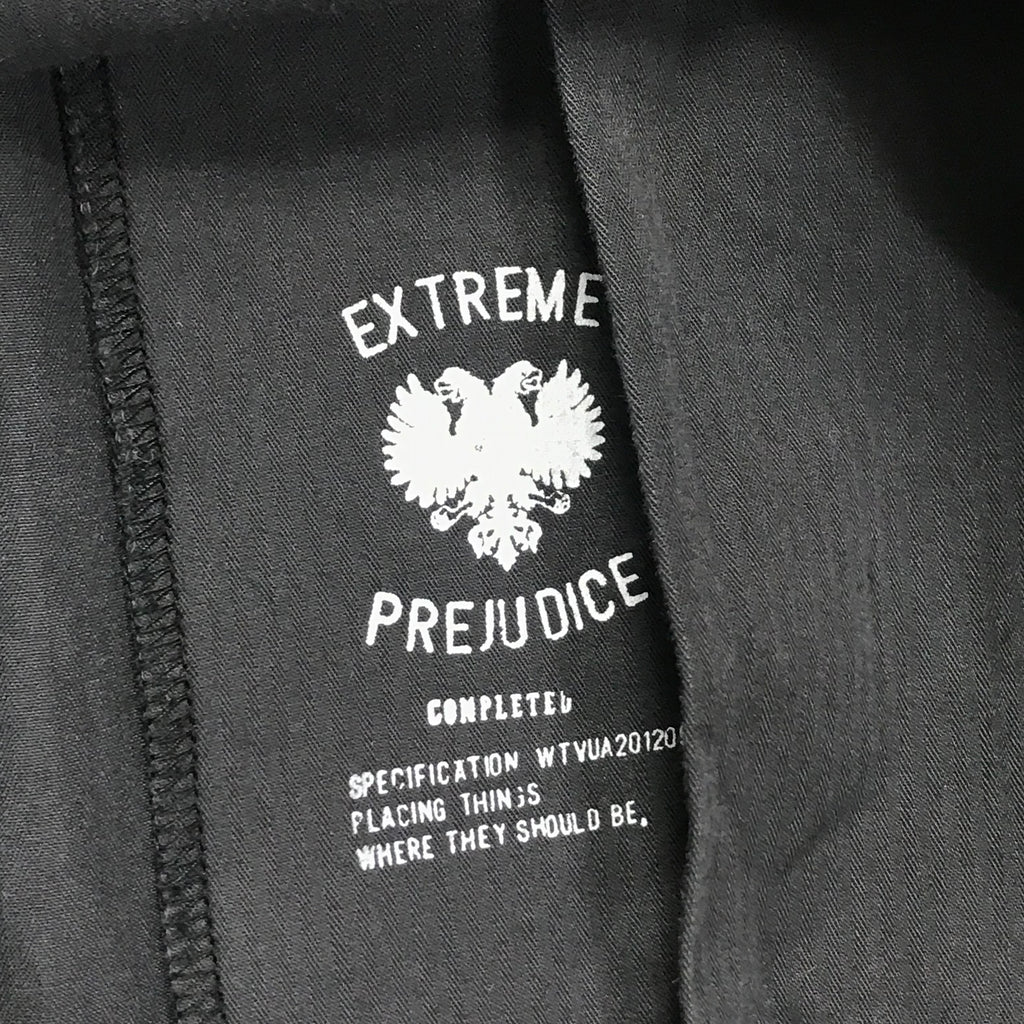 EXTREME
PREJUDICE
COMPLETED
SPECIFICATION WTVUA20120
PLACING THINGS
WHERE THEY SHOULD BE.